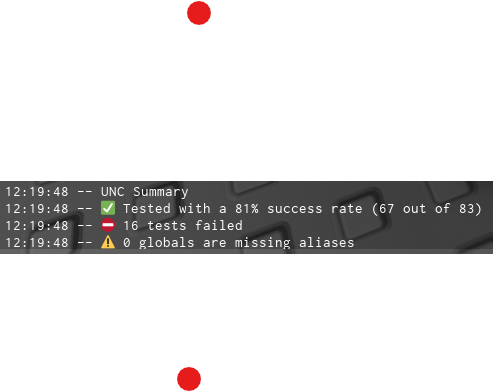 12:19:48 -- UNC Summary
12:19:48 -- ✅ Tested with a 81% success rate (67 out of 83)
12:19:48 -- ⛔ 16 tests failed
12:19:48 -- ⚠️ 0 globals are missing aliases